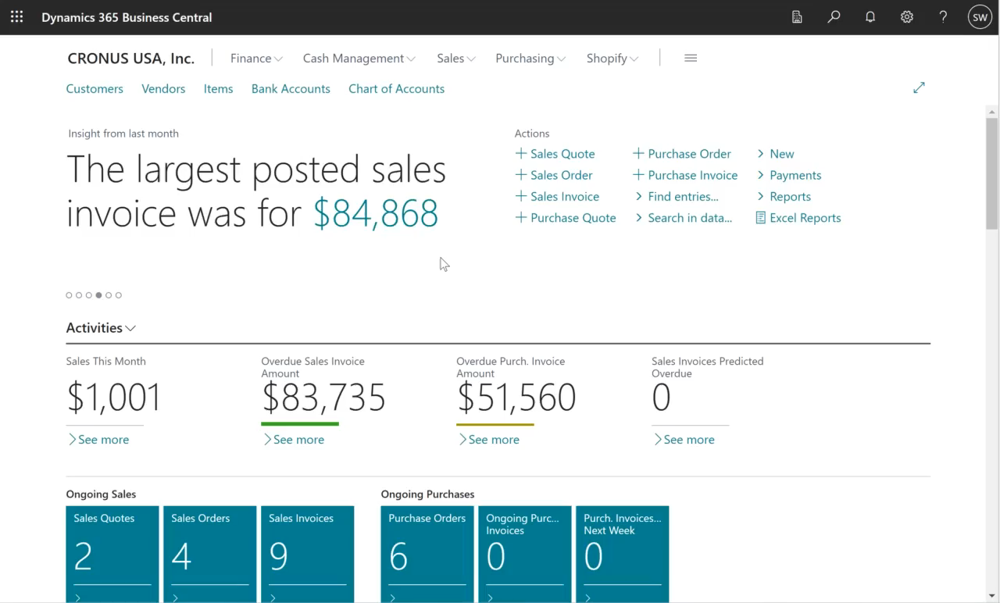 Dynamics 365 Business Central
?
SW
CRONUS USA, Inc.
Finance
Cash Management
Sales
Purchasing
Shopify
Customers
Vendors
Items
Bank Accounts
Chart of Accounts
Insight from last month
The largest posted sales
invoice was for $84,868
Actions
+ Sales Quote
+ Sales Order
+ Sales Invoice
+ Purchase Quote
+ Purchase Order
+ Purchase Invoice
> Find entries...
> Search in data...
> New
> Payments
> Reports
Excel Reports
Activities
Sales This Month
$1,001
> See more
Overdue Sales Invoice
Amount
$83,735
> See more
Overdue Purch. Invoice
Amount
$51,560
> See more
Sales Invoices Predicted
Overdue
0
> See more
Ongoing Sales
Sales Quotes
2
>
Sales Orders
4
>
Sales Invoices
9
>
Ongoing Purchases
Purchase Orders
6
>
Ongoing Purc...
Invoices
0
>
Purch. Invoices...
Next Week
0
>